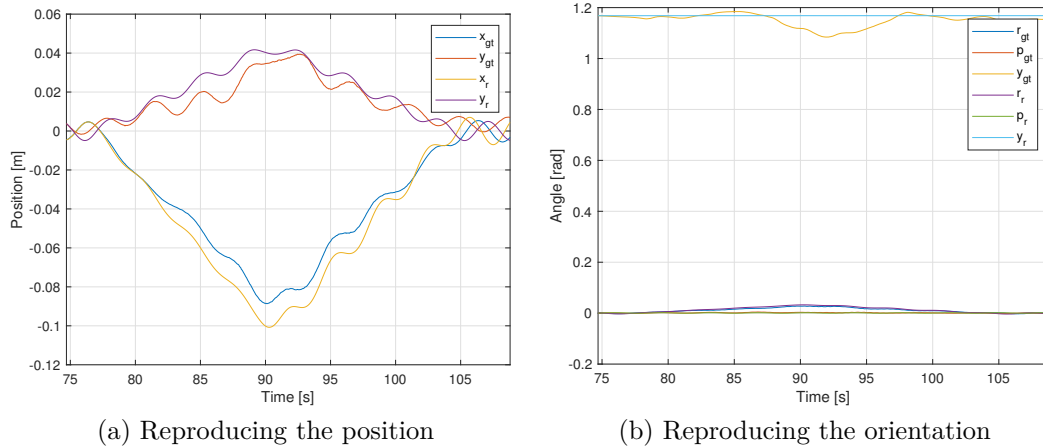 0.06
0.04
0.02
0
-0.02
-0.04
-0.06
-0.08
-0.1
-0.12
Position [m]
75 80 85 90 95 100 105
Time [s]
x_gt
y_gt
x_r
y_r
(a) Reproducing the position
1.2
1
0.8
0.6
0.4
0.2
0
-0.2
Angle [rad]
75 80 85 90 95 100 105
Time [s]
r_gt
p_gt
y_gt
r_r
p_r
y_r
(b) Reproducing the orientation